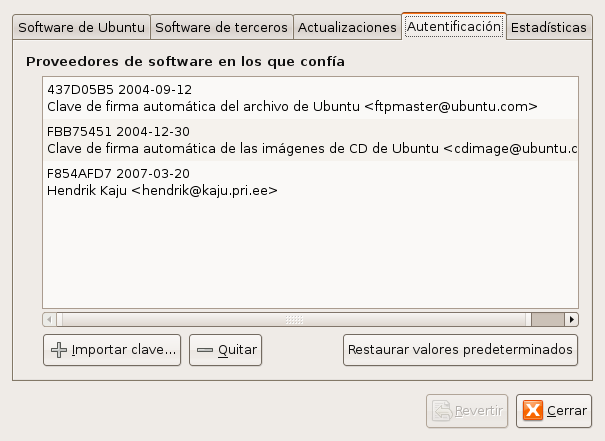 Software de Ubuntu Software de terceros Actualizaciones Autentificación Estadísticas
Proveedores de software en los que confía
437D05B5 2004-09-12
Clave de firma automática del archivo de Ubuntu <ftpmaster@ubuntu.com>
FBB75451 2004-12-30
Clave de firma automática de las imágenes de CD de Ubuntu <cdimage@ubuntu.c
F854AFD7 2007-03-20
Hendrik Kaju <hendrik@kaju.pri.ee>
Importar clave... Quitar Restaurar valores predeterminados
Revertir Cerrar